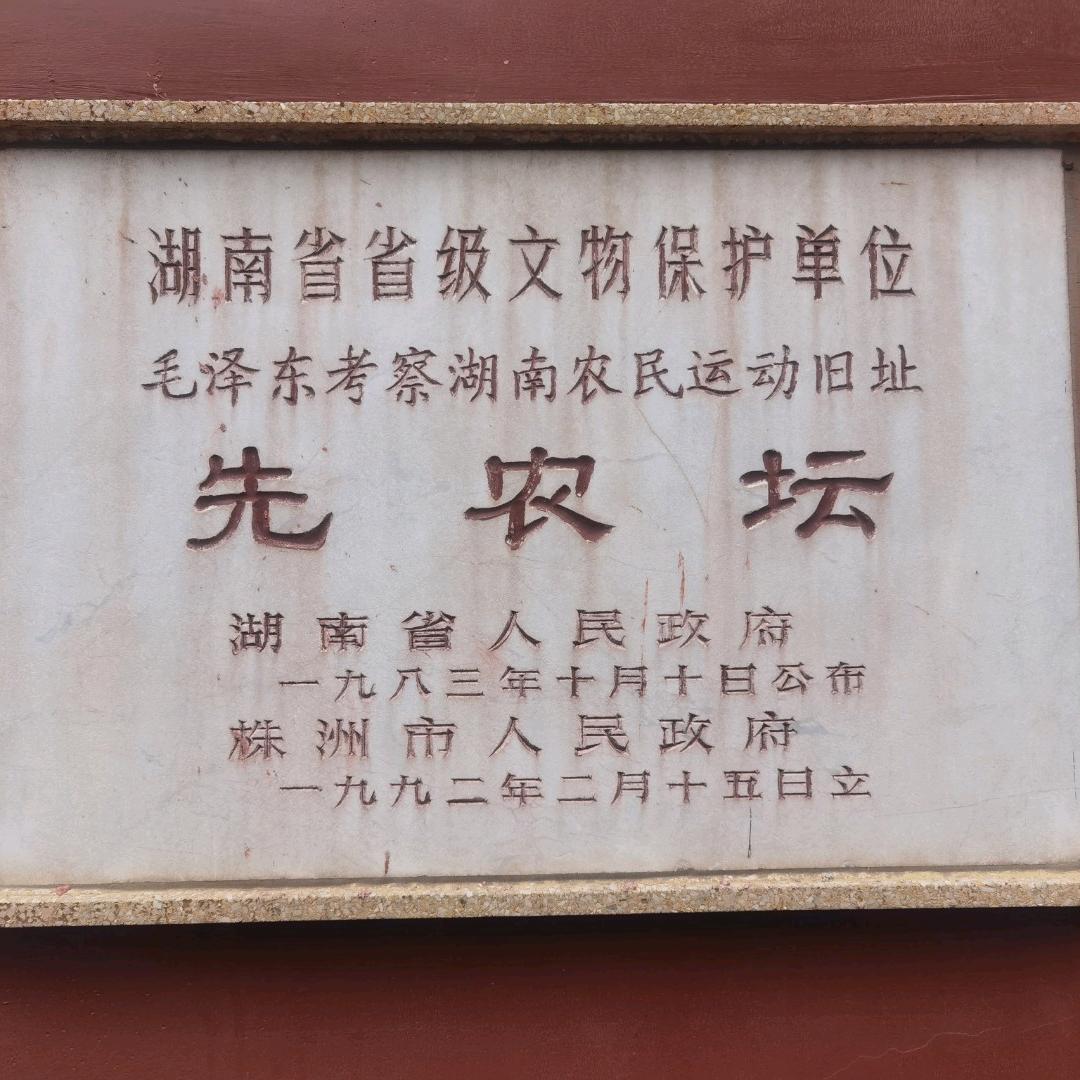 湖南省省级文物保护单位
毛泽东考察湖南农民运动旧址
先农坛
湖南省人民政府
一九八三年十月十日公布
株洲市人民政府
一九九二年二月十五日立